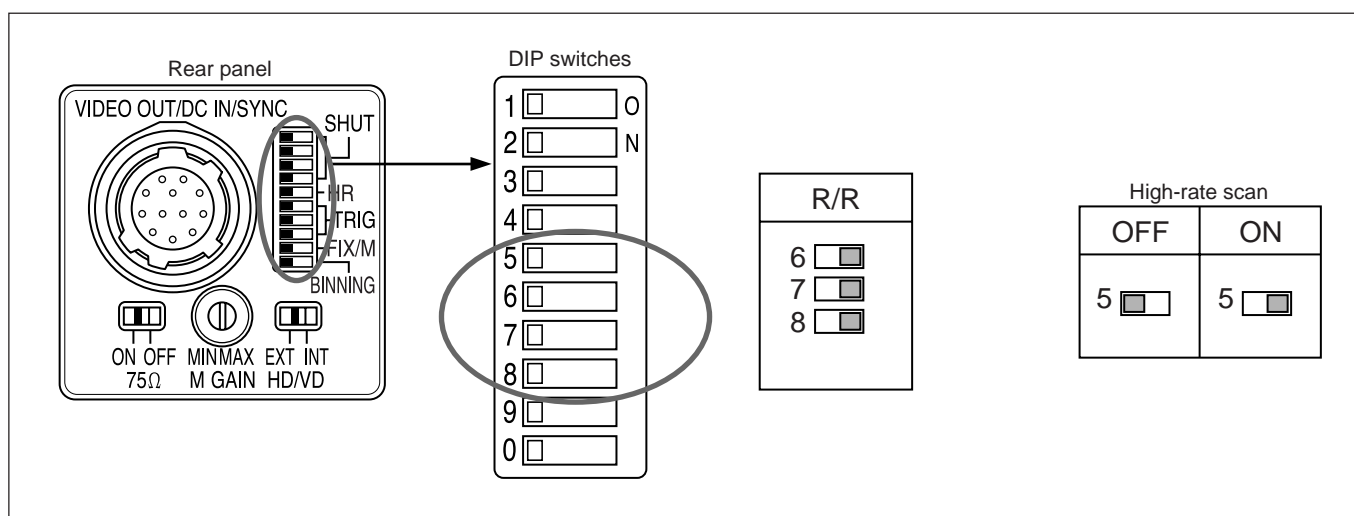 Rear panel
VIDEO OUT/DC IN/SYNC
SHUT
HR
TRIG
FIX/M
BINNING
ON OFF
75Ω
MIN MAX
M GAIN
EXT INT
HD/VD
DIP switches
1 O
2 N
3
4
5
6
7
8
9
0
R/R
6
7
8
High-rate scan
OFF ON
5 5